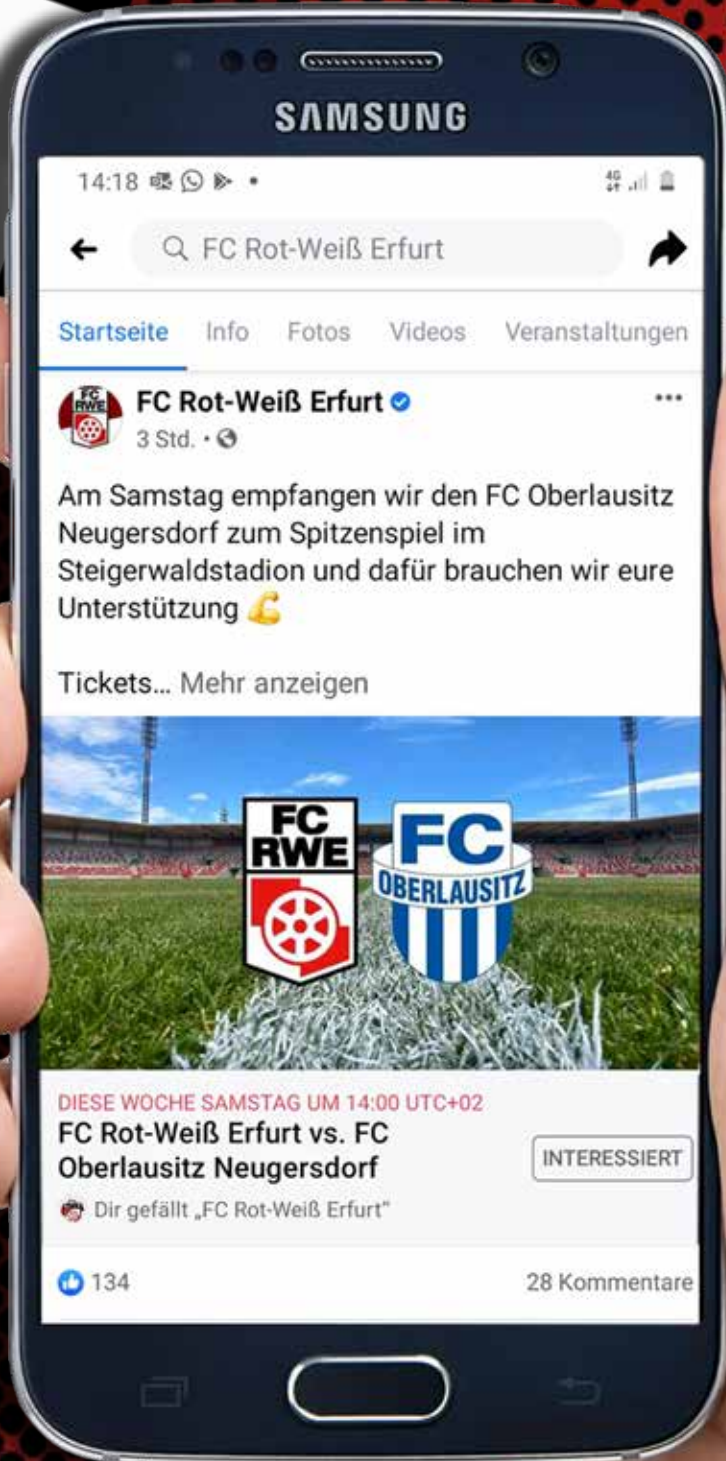 SAMSUNG
14:18
4G
FC Rot-Weiß Erfurt
Startseite Info Fotos Videos Veranstaltungen
FC RWE
FC Rot-Weiß Erfurt
3 Std.
Am Samstag empfangen wir den FC Oberlausitz
Neugersdorf zum Spitzenspiel im
Steigerwaldstadion und dafür brauchen wir eure
Unterstützung 💪
Tickets... Mehr anzeigen
FC
RWE
FC
OBERLAUSITZ
DIESE WOCHE SAMSTAG UM 14:00 UTC+02
FC Rot-Weiß Erfurt vs. FC
Oberlausitz Neugersdorf
INTERESSIERT
Dir gefällt „FC Rot-Weiß Erfurt“
134
28 Kommentare